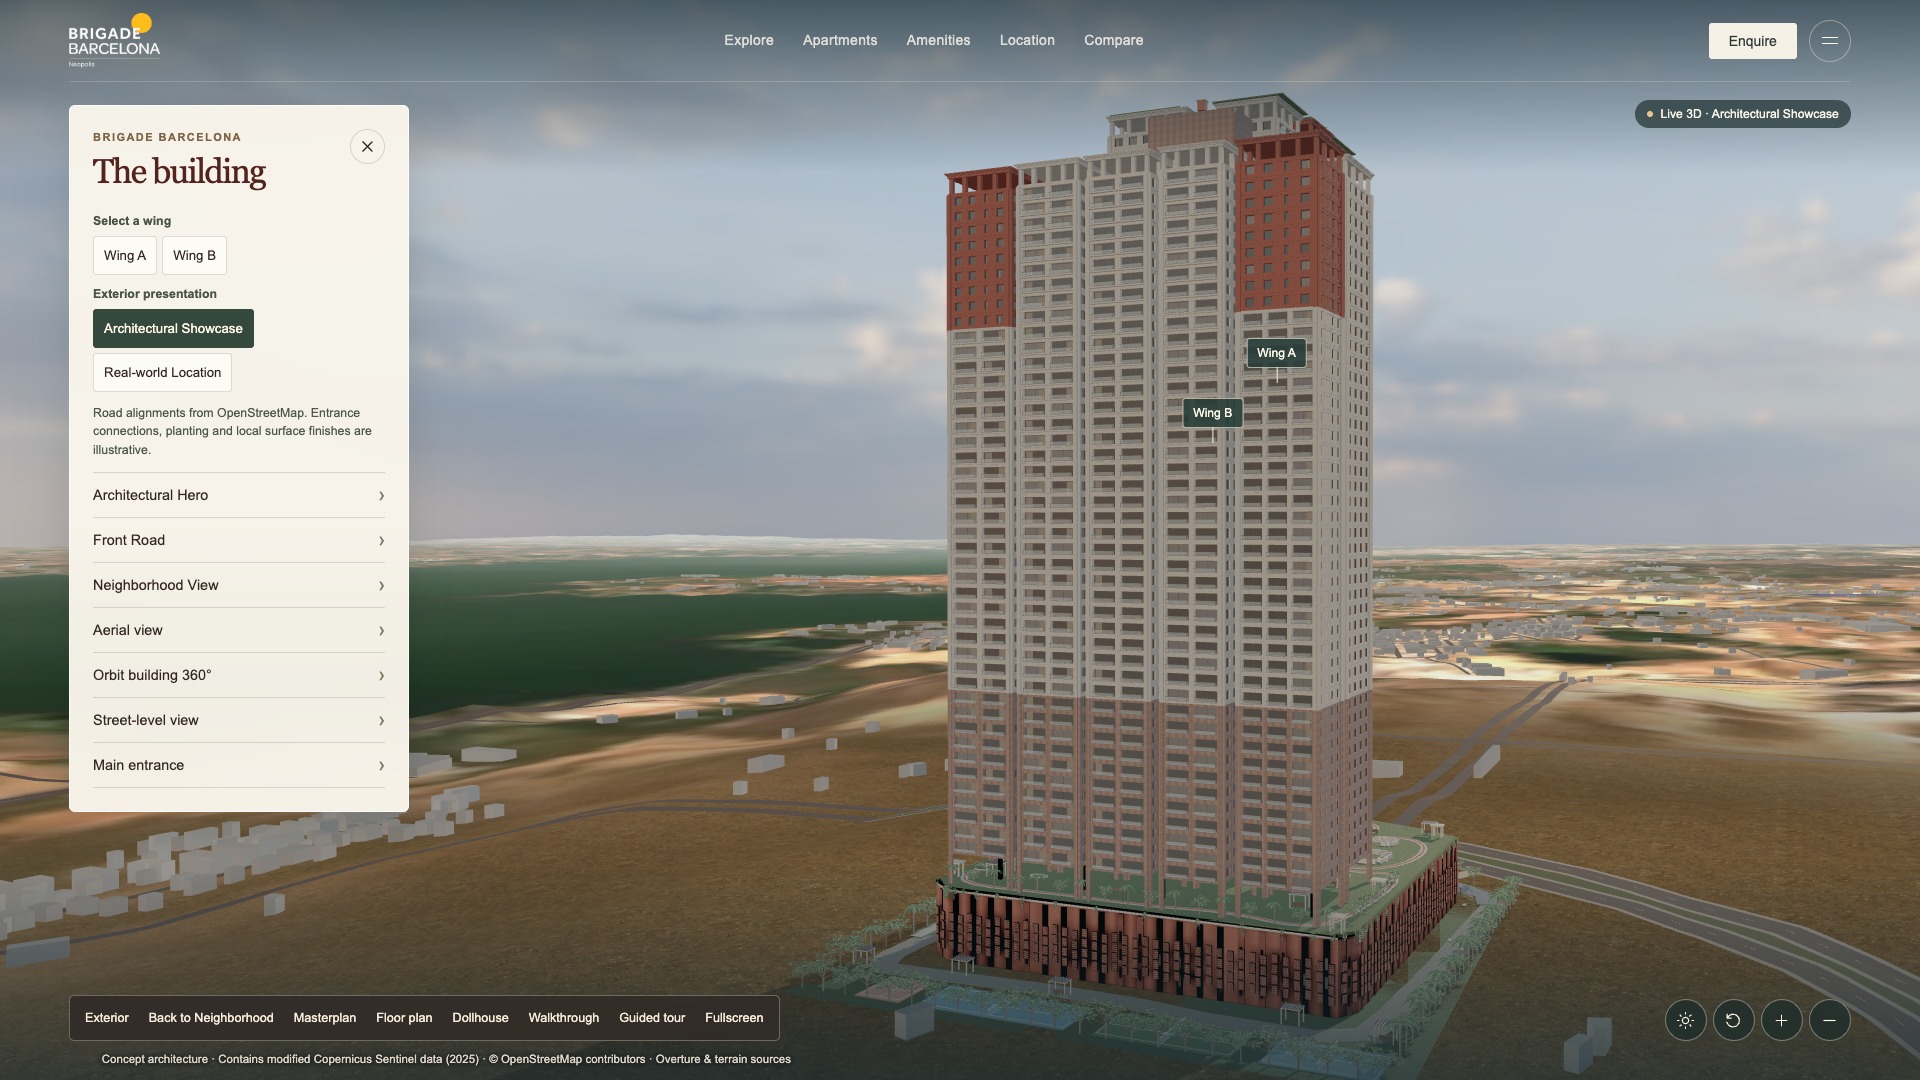 BRIGADE
BARCELONA
Neopolis
Explore
Apartments
Amenities
Location
Compare
Enquire
Live 3D · Architectural Showcase
BRIGADE BARCELONA
The building
Select a wing
Wing A
Wing B
Exterior presentation
Architectural Showcase
Real-world Location
Road alignments from OpenStreetMap. Entrance
connections, planting and local surface finishes are
illustrative.
Architectural Hero
Front Road
Neighborhood View
Aerial view
Orbit building 360°
Street-level view
Main entrance
Wing A
Wing B
Exterior
Back to Neighborhood
Masterplan
Floor plan
Dollhouse
Walkthrough
Guided tour
Fullscreen
Concept architecture · Contains modified Copernicus Sentinel data (2025) · © OpenStreetMap contributors · Overture & terrain sources